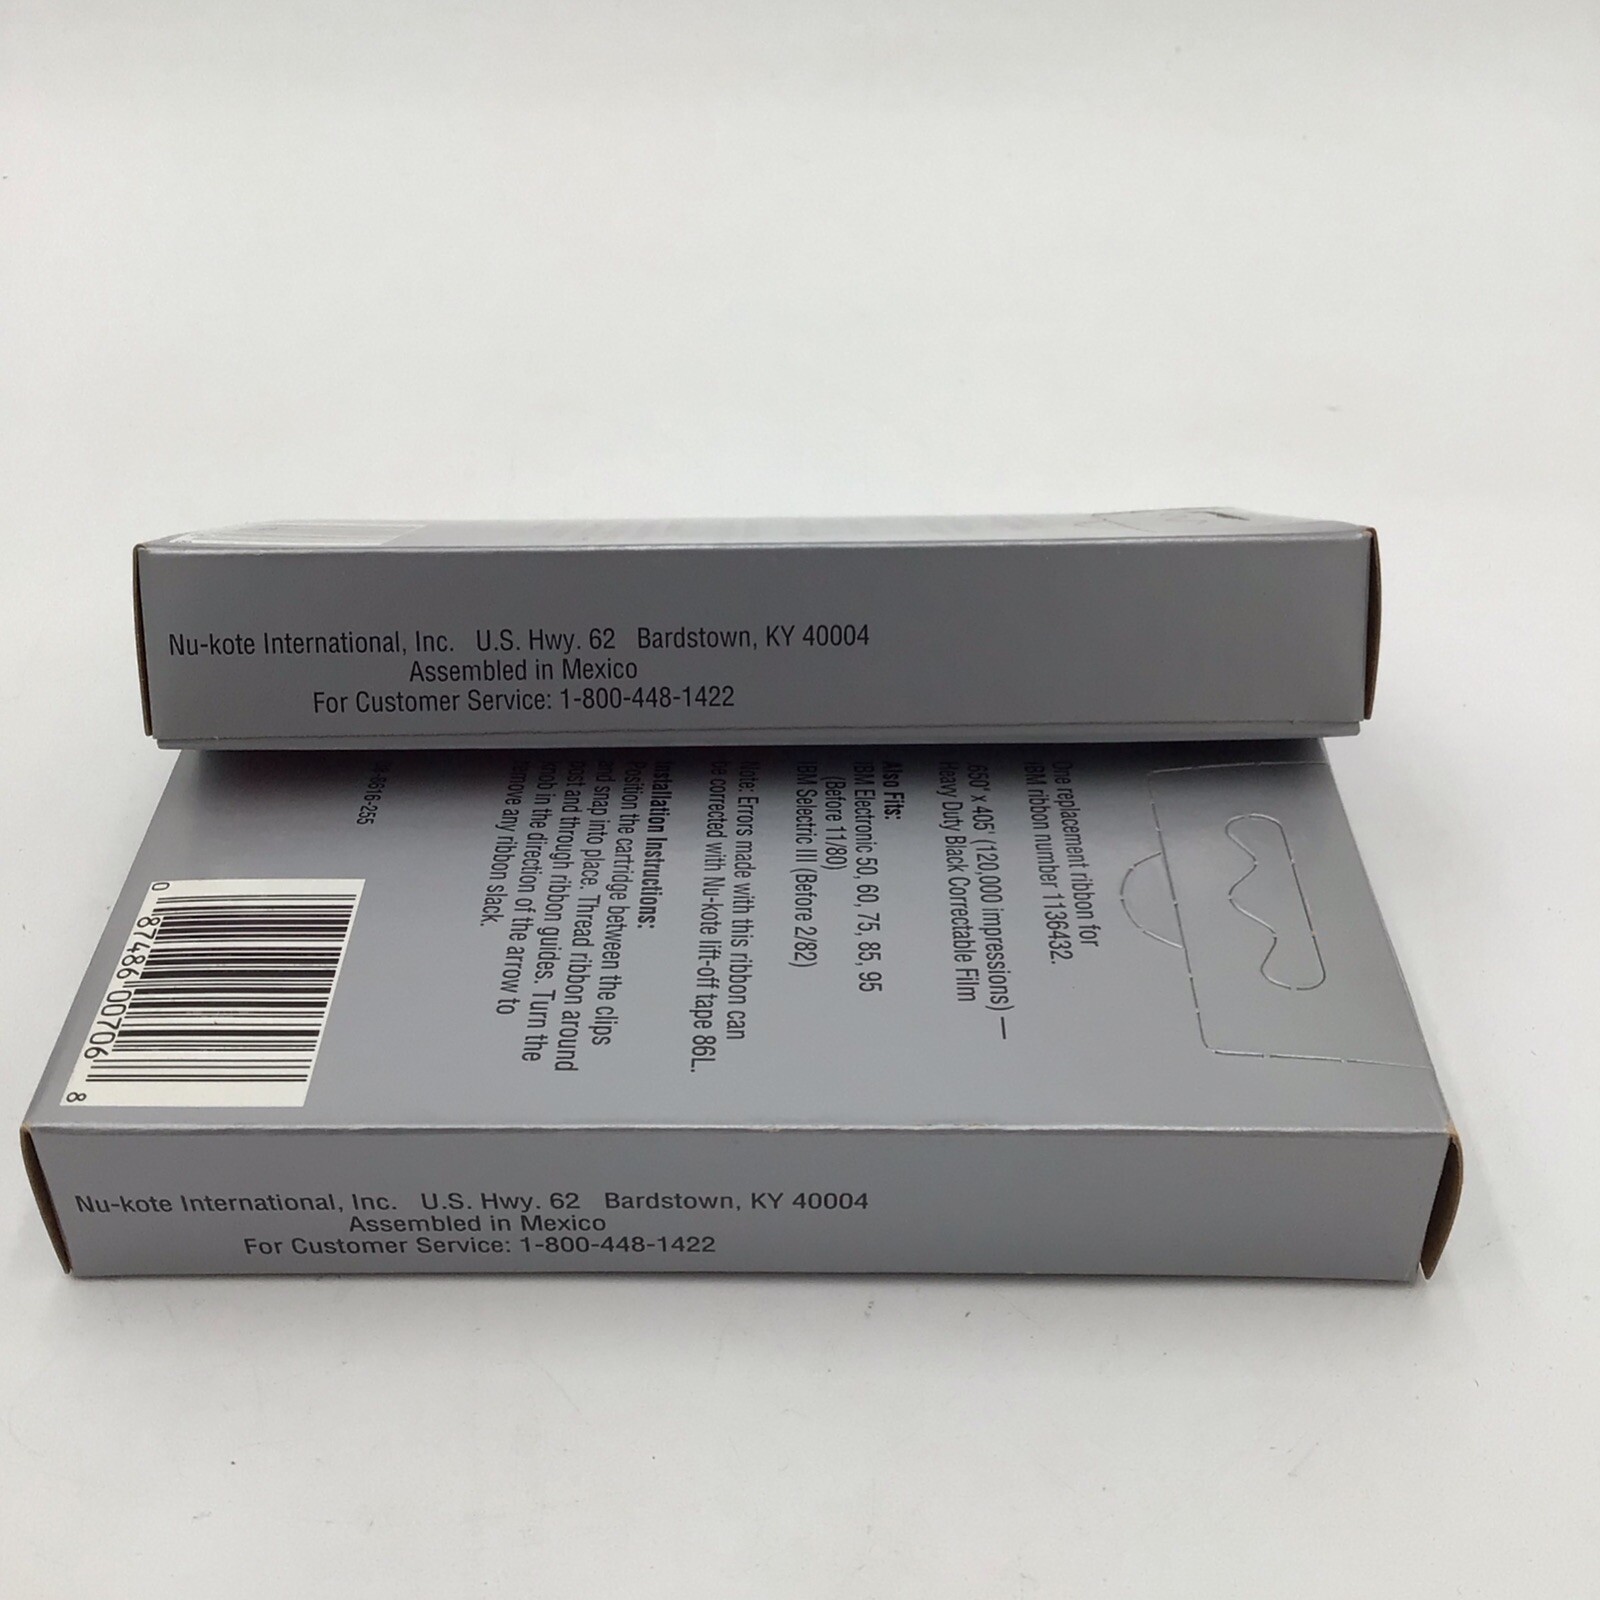 Nu-kote International, Inc. U.S. Hwy. 62 Bardstown, KY 40004
Assembled in Mexico
For Customer Service: 1-800-448-1422
One replacement ribbon for
IBM ribbon number 1136432.
.650" x 405' (120,000 impressions) —
Heavy Duty Black Correctable Film
Also Fits:
IBM Electronic 50, 60, 75, 85, 95
(Before 11/80)
IBM Selectric III (Before 2/82)
Note: Errors made with this ribbon can
be corrected with Nu-kote lift-off tape 86L.
Installation Instructions:
Position the cartridge between the clips
and snap into place. Thread ribbon around
post and through ribbon guides. Turn the
knob in the direction of the arrow to
remove any ribbon slack.
8616-255
0 87486 00706 8
Nu-kote International, Inc. U.S. Hwy. 62 Bardstown, KY 40004
Assembled in Mexico
For Customer Service: 1-800-448-1422